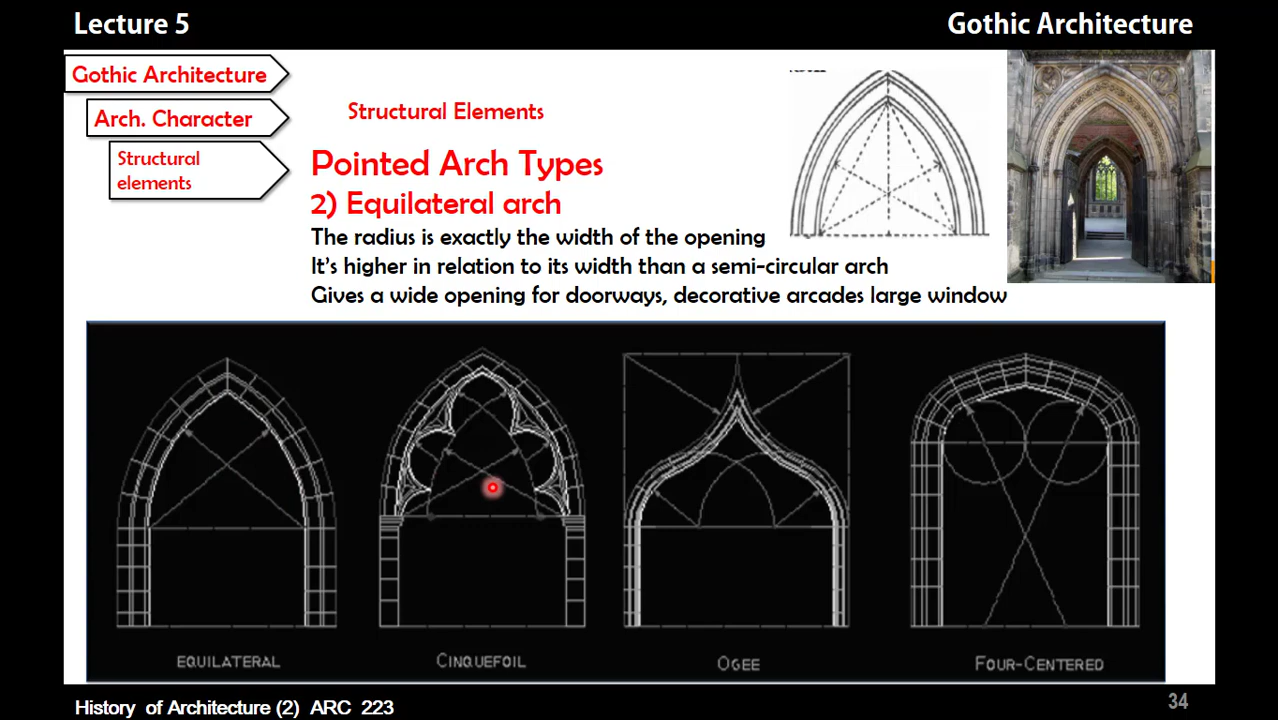 Lecture 5
Gothic Architecture
Gothic Architecture
Arch. Character
Structural
elements
Structural Elements
Pointed Arch Types
2) Equilateral arch
The radius is exactly the width of the opening
It's higher in relation to its width than a semi-circular arch
Gives a wide opening for doorways, decorative arcades large window
EQUILATERAL
CINQUEFOIL
OGEE
FOUR-CENTERED
History of Architecture (2) ARC 223
34